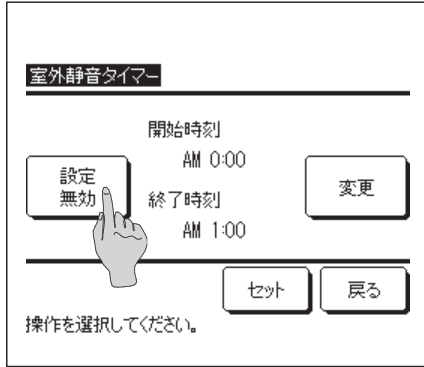 室外静音タイマー
開始時刻
AM 0:00
設定
無効
終了時刻
AM 1:00
変更
セット
戻る
操作を選択してください。